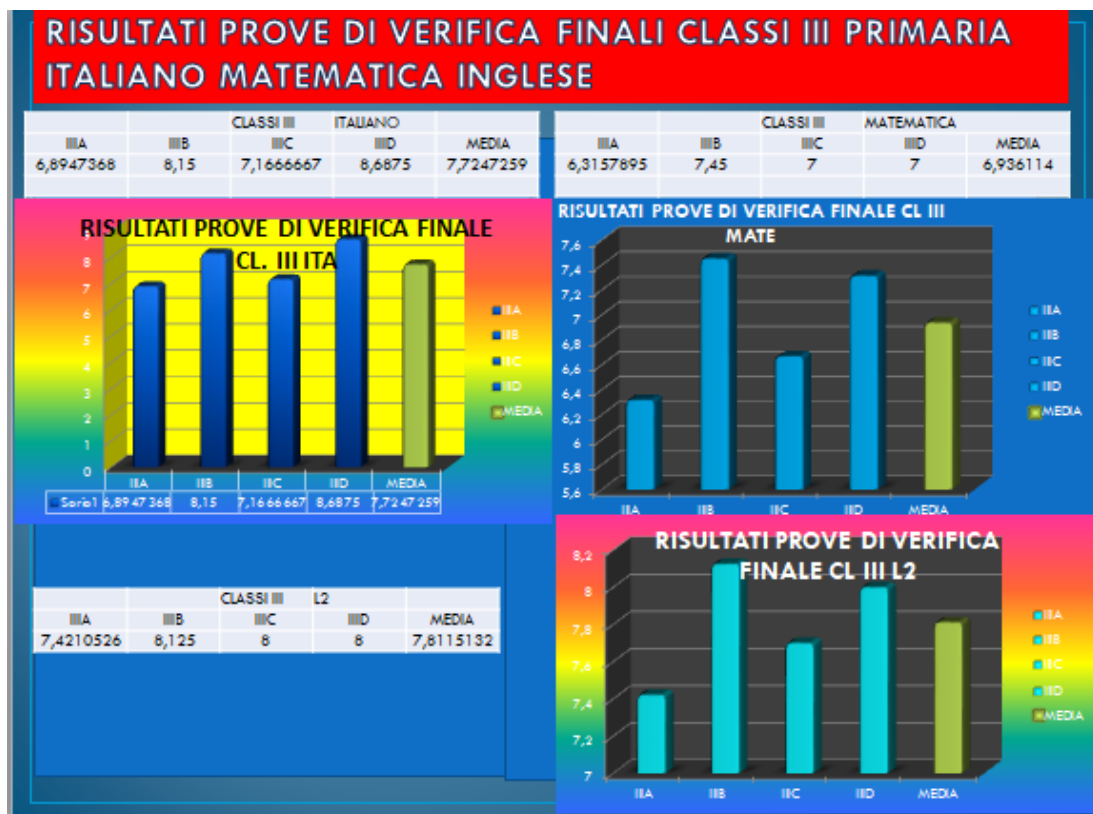 RISULTATI PROVE DI VERIFICA FINALI CLASSI III PRIMARIA
ITALIANO MATEMATICA INGLESE
CLASSI III ITALIANO
IIIA IIIB IIIC IIID MEDIA
6,8947368 8,15 7,1666667 8,6875 7,7247259
CLASSI III MATEMATICA
IIIA IIIB IIIC IIID MEDIA
6,3157895 7,45 7 7 6,936114
RISULTATI PROVE DI VERIFICA FINALE
CL. III ITA
9
8
7
6
5
4
3
2
1
0
IIIA IIIB IIIC IIID MEDIA
Serie1 6,8947368 8,15 7,1666667 8,6875 7,7247259
IIIA
IIIB
IIIC
IIID
MEDIA
RISULTATI PROVE DI VERIFICA FINALE CL III
MATE
7,6
7,4
7,2
7
6,8
6,6
6,4
6,2
6
5,8
5,6
IIIA IIIB IIIC IIID MEDIA
IIIA
IIIB
IIIC
IIID
MEDIA
CLASSI III L2
IIIA IIIB IIIC IIID MEDIA
7,4210526 8,125 8 8 7,8115132
RISULTATI PROVE DI VERIFICA
FINALE CL III L2
8,2
8
7,8
7,6
7,4
7,2
7
IIIA IIIB IIIC IIID MEDIA
IIIA
IIIB
IIIC
IIID
MEDIA